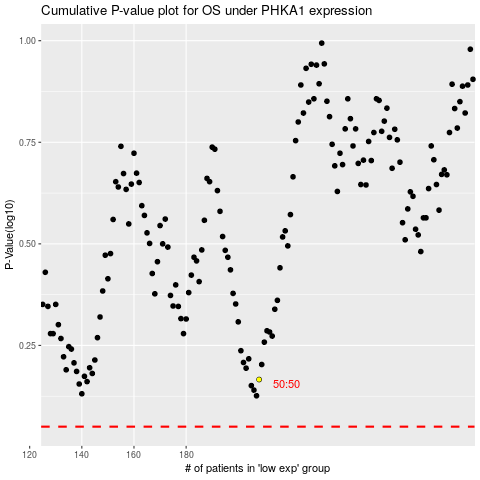 Cumulative P-value plot for OS under PHKA1 expression
P-Value(log10)
1.00
0.75
0.50
0.25
50:50
120 140 160 180
# of patients in 'low exp' group